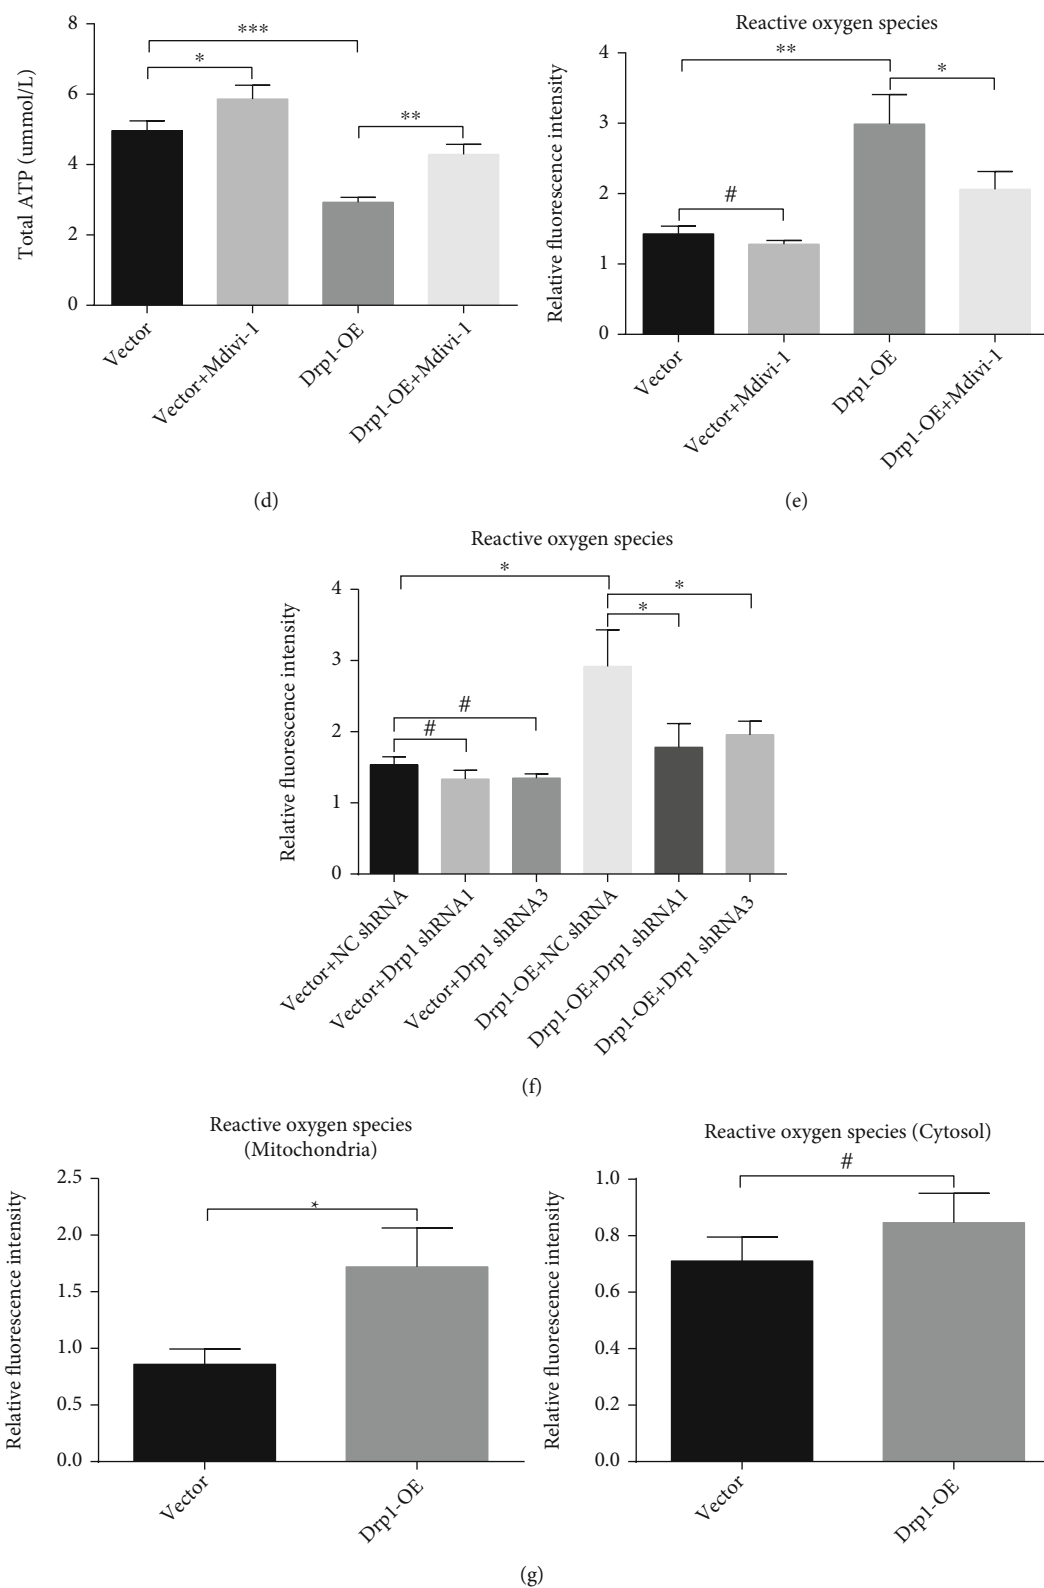 Total ATP (ummol/L)
8
6
4
2
0
***
*
**
Vector
Vector+Mdivi-1
Drp1-OE
Drp1-OE+Mdivi-1
(d)
Reactive oxygen species
Relative fluorescence intensity
4
3
2
1
0
**
*
#
Vector
Vector+Mdivi-1
Drp1-OE
Drp1-OE+Mdivi-1
(e)
Reactive oxygen species
Relative fluorescence intensity
4
3
2
1
0
*
*
*
#
#
Vector+NC shRNA
Vector+Drp1 shRNA1
Vector+Drp1 shRNA3
Drp1-OE+NC shRNA
Drp1-OE+Drp1 shRNA1
Drp1-OE+Drp1 shRNA3
(f)
Reactive oxygen species
(Mitochondria)
Relative fluorescence intensity
2.5
2.0
1.5
1.0
0.5
0.0
*
Vector
Drp1-OE
Reactive oxygen species (Cytosol)
Relative fluorescence intensity
1.0
0.8
0.6
0.4
0.2
0.0
#
Vector
Drp1-OE
(g)